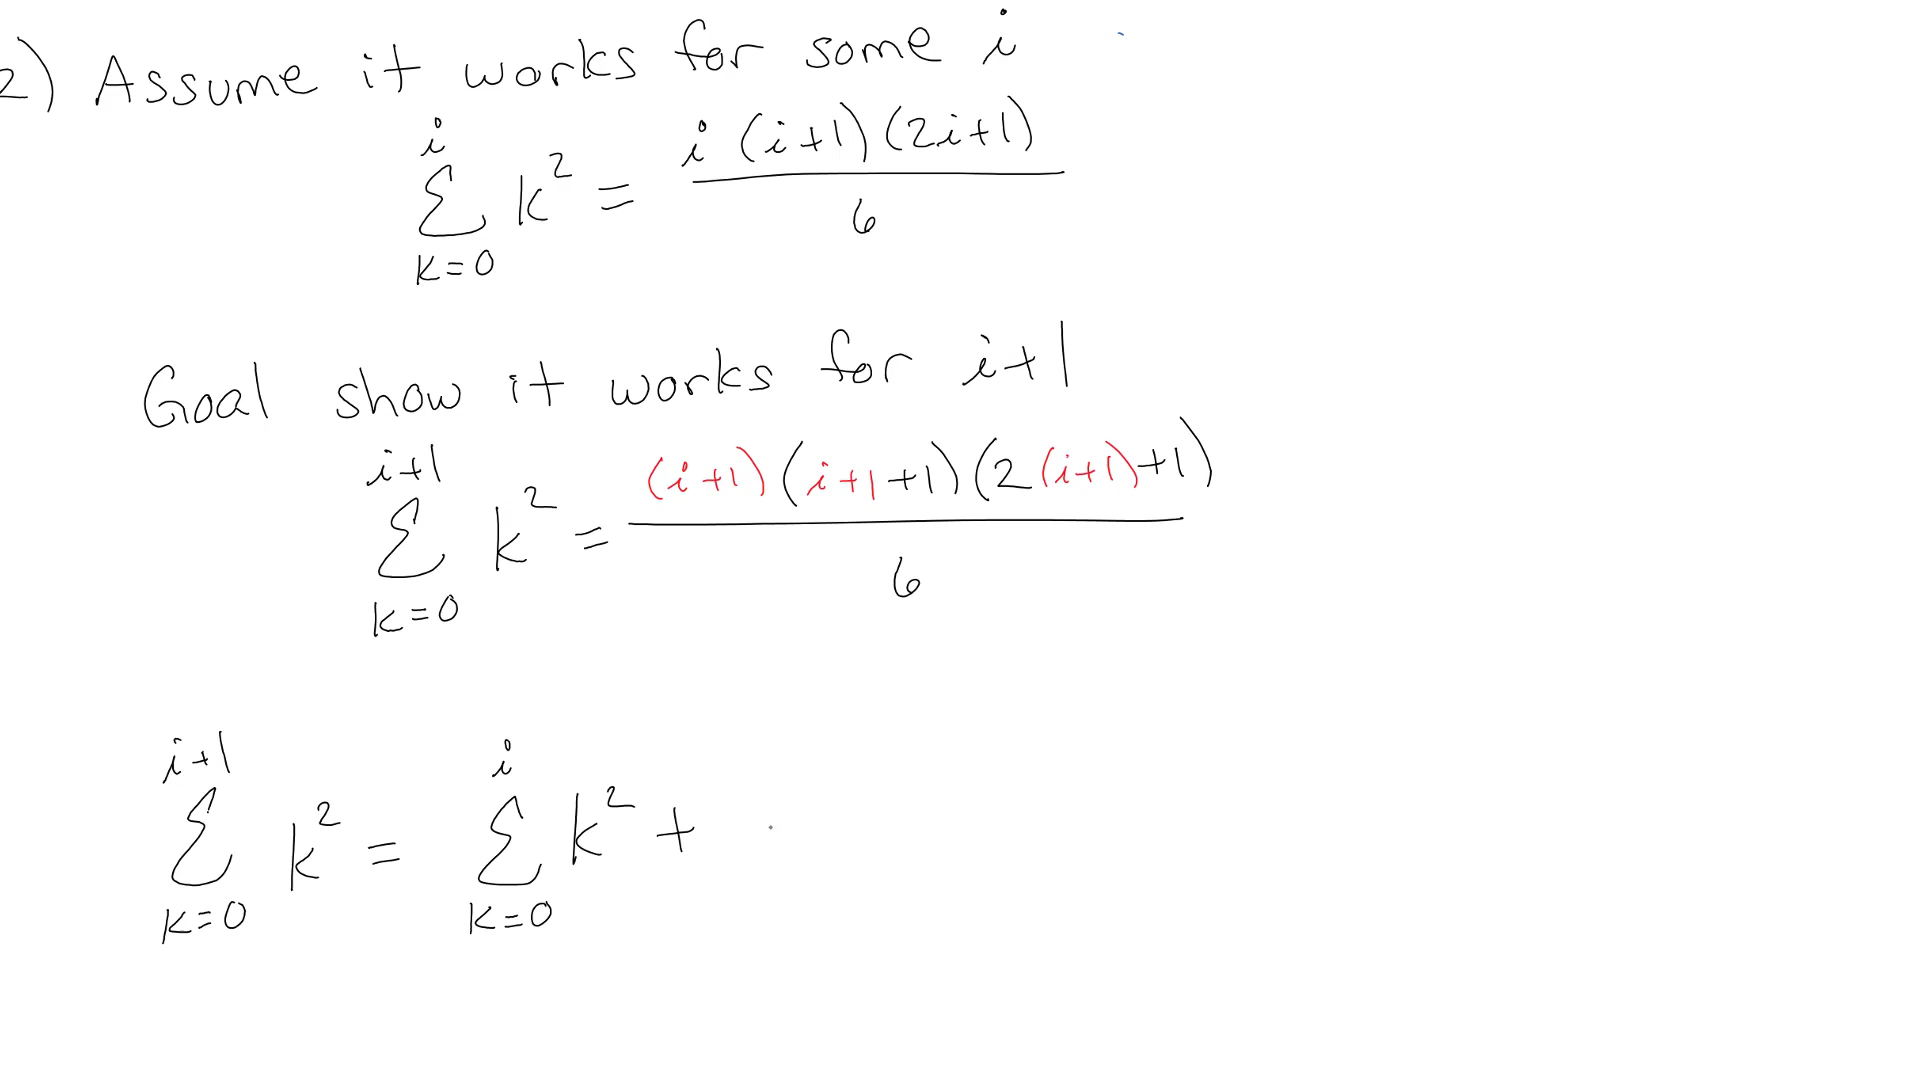 2) Assume it works for some i
i
∑ k² = i (i+1)(2i+1) / 6
k=0
Goal show it works for i+1
i+1
∑ k² = (i+1)(i+1+1)(2(i+1)+1) / 6
k=0
i+1 i
∑ k² = ∑ k² +
k=0 k=0